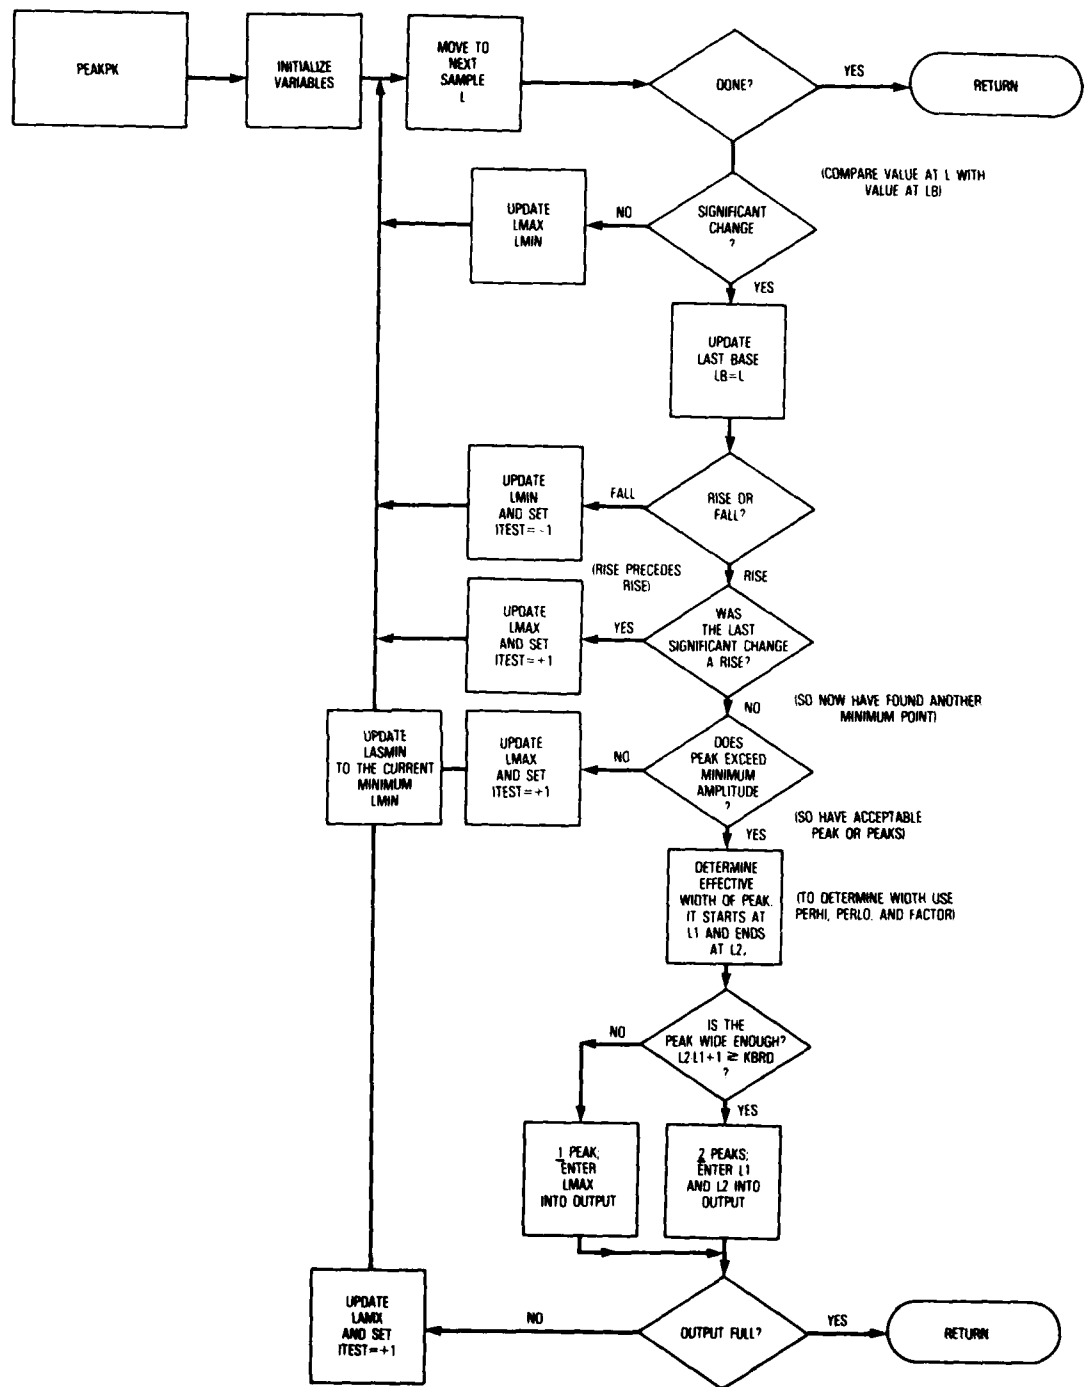 PEAKPK
INITIALIZE
VARIABLES
MOVE TO
NEXT
SAMPLE
L
DONE?
YES
RETURN
(COMPARE VALUE AT L WITH
VALUE AT LB)
SIGNIFICANT
CHANGE
?
NO
UPDATE
LMAX
LMIN
YES
UPDATE
LAST BASE
LB=L
RISE OR
FALL?
FALL
UPDATE
LMIN
AND SET
ITEST=-1
RISE
(RISE PRECEDES
RISE)
WAS
THE LAST
SIGNIFICANT CHANGE
A RISE?
YES
UPDATE
LMAX
AND SET
ITEST=+1
NO
(SO NOW HAVE FOUND ANOTHER
MINIMUM POINT)
DOES
PEAK EXCEED
MINIMUM
AMPLITUDE
?
NO
UPDATE
LMAX
AND SET
ITEST=+1
UPDATE
LASMIN
TO THE CURRENT
MINIMUM
LMIN
YES
(SO HAVE ACCEPTABLE
PEAK OR PEAKS)
DETERMINE
EFFECTIVE
WIDTH OF PEAK.
IT STARTS AT
L1 AND ENDS
AT L2.
(TO DETERMINE WIDTH USE
PERHI, PERLO. AND FACTOR)
IS THE
PEAK WIDE ENOUGH?
L2-L1+1 ≥ KBRD
?
NO
YES
1 PEAK;
ENTER
LMAX
INTO OUTPUT
2 PEAKS;
ENTER L1
AND L2 INTO
OUTPUT
OUTPUT FULL?
NO
UPDATE
LAMX
AND SET
ITEST=+1
YES
RETURN